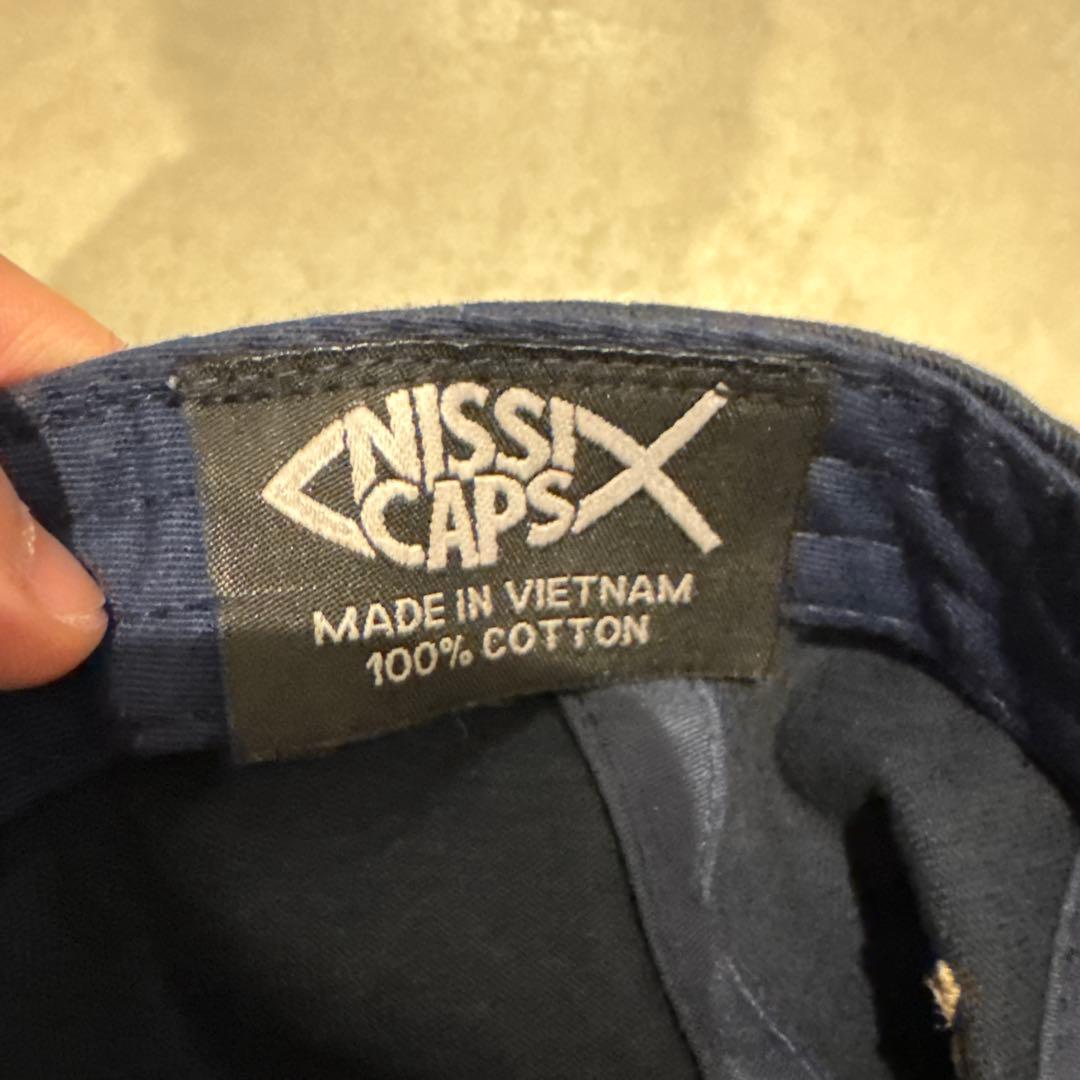 NISSI
CAPS
MADE IN VIETNAM
100% COTTON